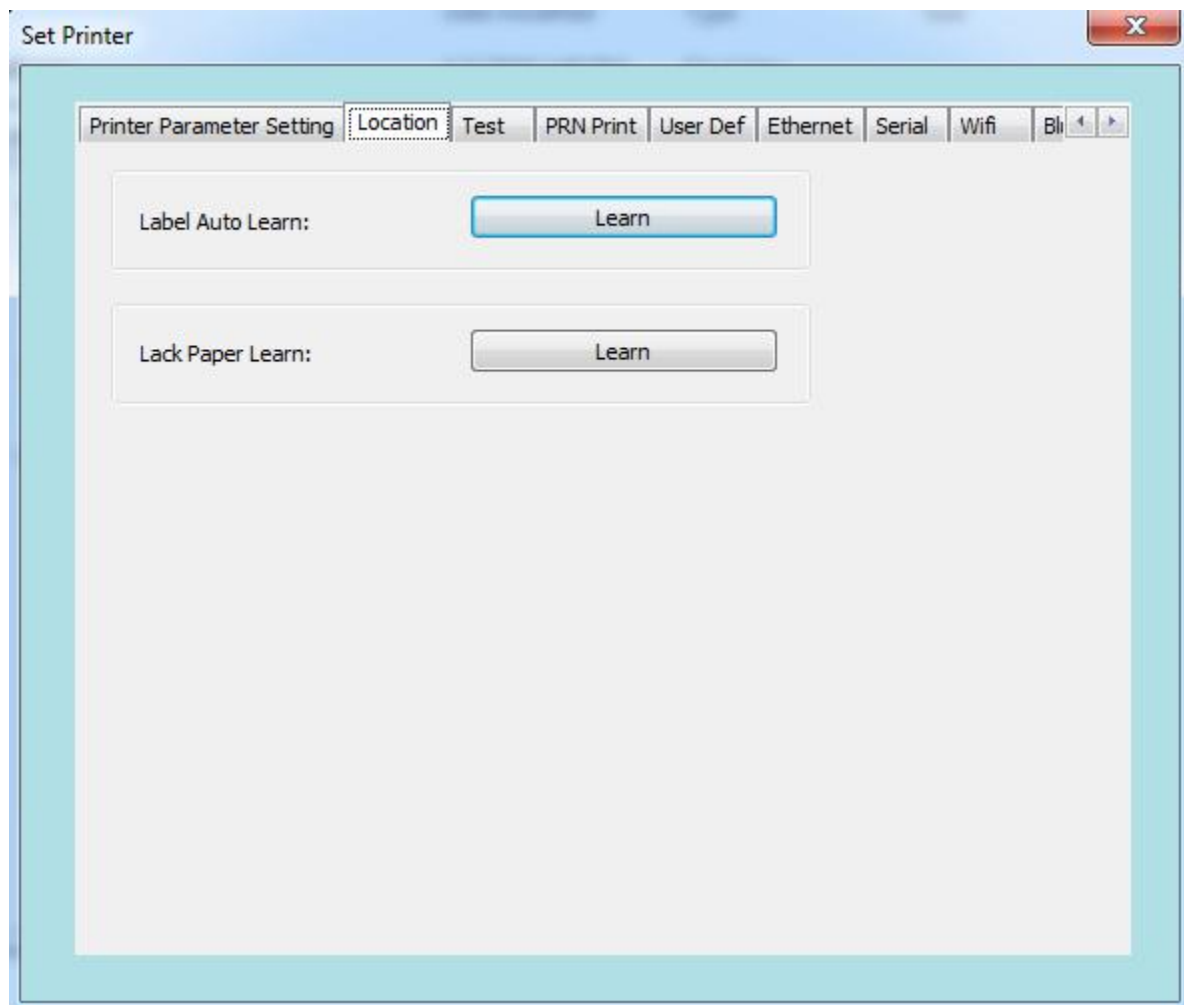 Set Printer
Printer Parameter Setting Location Test PRN Print User Def Ethernet Serial Wifi
Label Auto Learn: Learn
Lack Paper Learn: Learn